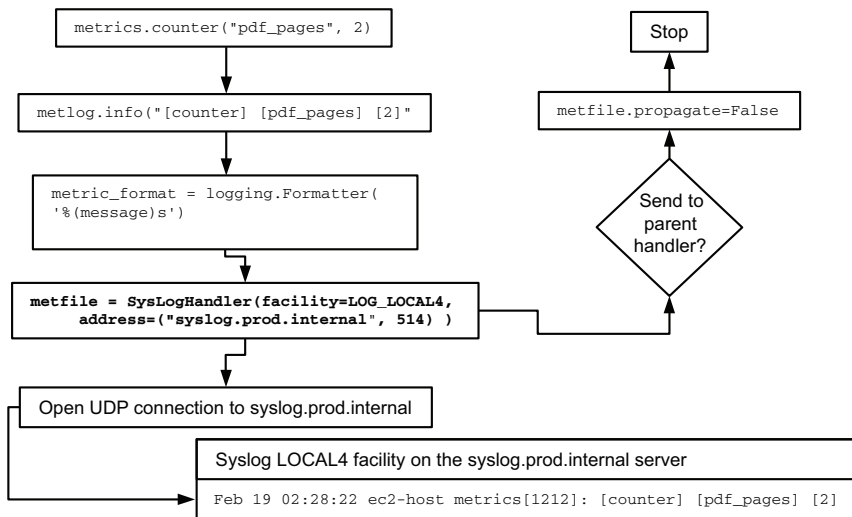 metrics.counter("pdf_pages", 2)
metlog.info("[counter] [pdf_pages] [2]"
metric_format = logging.Formatter(
'%(message)s')
metfile = SysLogHandler(facility=LOG_LOCAL4,
address=("syslog.prod.internal", 514) )
Open UDP connection to syslog.prod.internal
Syslog LOCAL4 facility on the syslog.prod.internal server
Feb 19 02:28:22 ec2-host metrics[1212]: [counter] [pdf_pages] [2]
Send to
parent
handler?
metfile.propagate=False
Stop